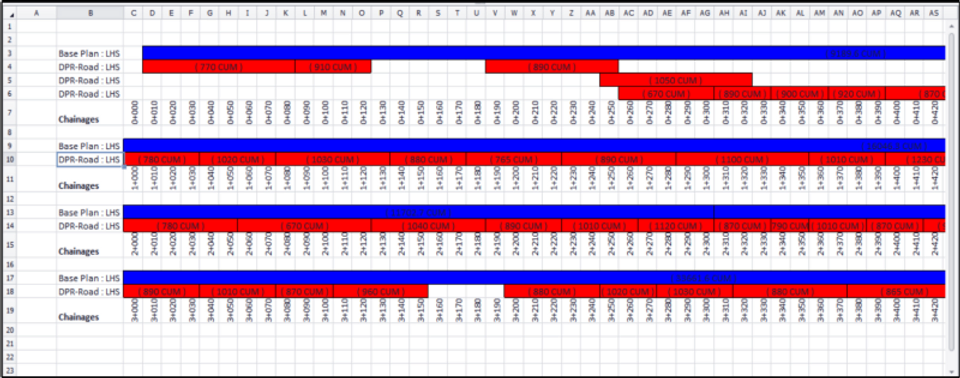 A B C D E F G H I J K L M N O P Q R S T U V W X Y Z AA AB AC AD AE AF AG AH AI AJ AK AL AM AN AO AP AQ AR AS
1
2
3 Base Plan : LHS
4 DPR-Road : LHS ( 770 CUM ) ( 910 CUM ) ( 890 CUM )
5 DPR-Road : LHS ( 1050 CUM )
6 DPR-Road : LHS ( 670 CUM ) ( 890 CUM ) ( 900 CUM ) ( 920 CUM ) ( 870 C
7 Chainages 0+000 0+010 0+020 0+030 0+040 0+050 0+060 0+070 0+080 0+090 0+100 0+110 0+120 0+130 0+140 0+150 0+160 0+170 0+180 0+190 0+200 0+210 0+220 0+230 0+240 0+250 0+260 0+270 0+280 0+290 0+300 0+310 0+320 0+330 0+340 0+350 0+360 0+370 0+380 0+390 0+400 0+410 0+420
8
9 Base Plan : LHS
10 DPR-Road : LHS ( 780 CUM ) ( 1020 CUM ) ( 1030 CUM ) ( 880 CUM ) ( 765 CUM ) ( 890 CUM ) ( 1100 CUM ) ( 1010 CUM ) ( 1230 CU
11 Chainages 1+000 1+010 1+020 1+030 1+040 1+050 1+060 1+070 1+080 1+090 1+100 1+110 1+120 1+130 1+140 1+150 1+160 1+170 1+180 1+190 1+200 1+210 1+220 1+230 1+240 1+250 1+260 1+270 1+280 1+290 1+300 1+310 1+320 1+330 1+340 1+350 1+360 1+370 1+380 1+390 1+400 1+410 1+420
12
13 Base Plan : LHS
14 DPR-Road : LHS ( 780 CUM ) ( 670 CUM ) ( 1040 CUM ) ( 890 CUM ) ( 1010 CUM ) ( 1120 CUM ) ( 870 CUM ) 790 CUM ( 1010 CUM ) ( 870 CUM )
15 Chainages 2+000 2+010 2+020 2+030 2+040 2+050 2+060 2+070 2+080 2+090 2+100 2+110 2+120 2+130 2+140 2+150 2+160 2+170 2+180 2+190 2+200 2+210 2+220 2+230 2+240 2+250 2+260 2+270 2+280 2+290 2+300 2+310 2+320 2+330 2+340 2+350 2+360 2+370 2+380 2+390 2+400 2+410 2+420
16
17 Base Plan : LHS
18 DPR-Road : LHS ( 890 CUM ) ( 1010 CUM ) ( 870 CUM ) ( 960 CUM ) ( 880 CUM ) ( 1020 CUM ) ( 1050 CUM ) ( 880 CUM ) ( 865 CUM )
19 Chainages 3+000 3+010 3+020 3+030 3+040 3+050 3+060 3+070 3+080 3+090 3+100 3+110 3+120 3+130 3+140 3+150 3+160 3+170 3+180 3+190 3+200 3+210 3+220 3+230 3+240 3+250 3+260 3+270 3+280 3+290 3+300 3+310 3+320 3+330 3+340 3+350 3+360 3+370 3+380 3+390 3+400 3+410 3+420
20
21
22
23